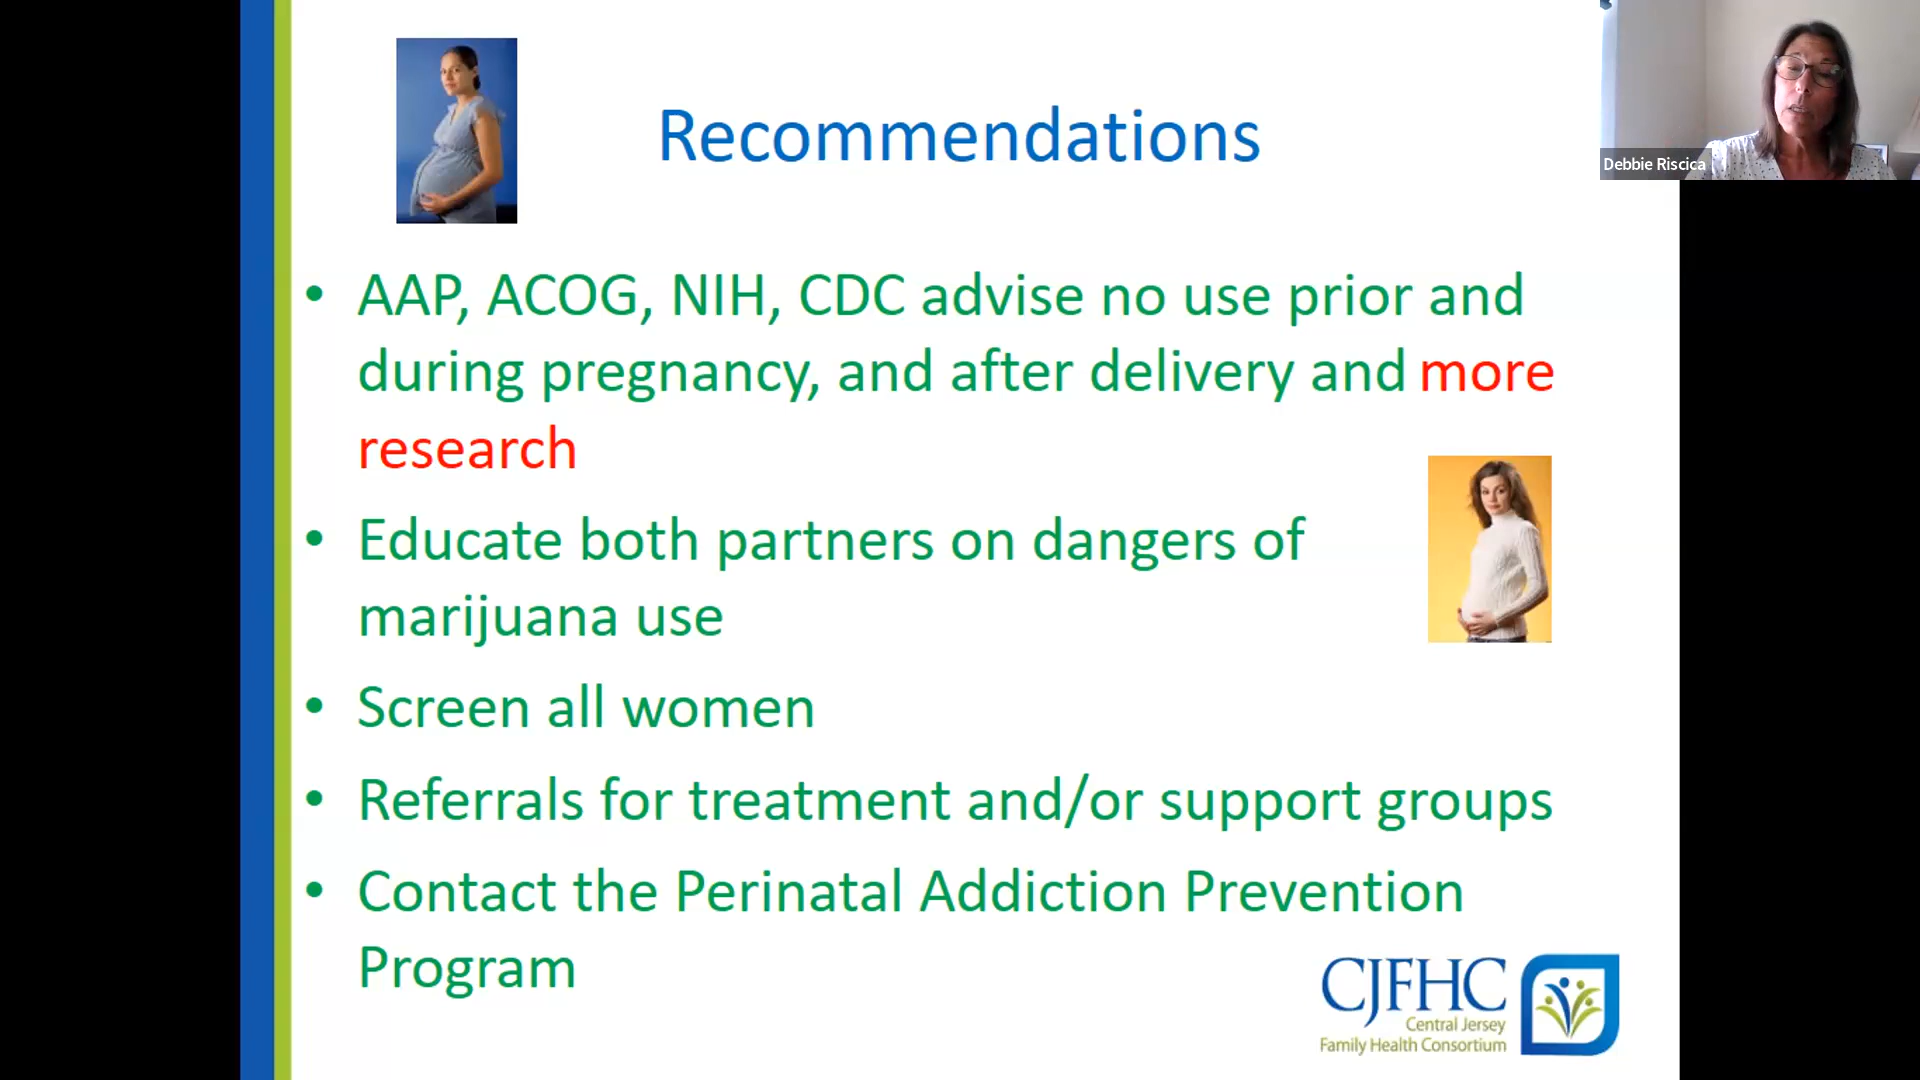 Recommendations
Debbie Riscica
• AAP, ACOG, NIH, CDC advise no use prior and
during pregnancy, and after delivery and more
research
• Educate both partners on dangers of
marijuana use
• Screen all women
• Referrals for treatment and/or support groups
• Contact the Perinatal Addiction Prevention
Program
CJFHC
Central Jersey
Family Health Consortium